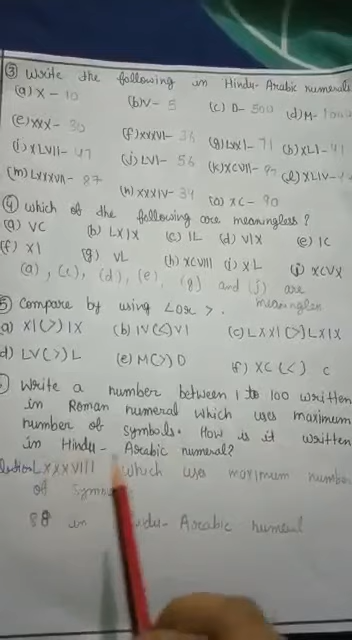 ③ Write the following in Hindu-Arabic numerals
(a) X - 10 (b) V - 5 (c) D - 500 (d) M - 1000
(e) XXX - 30 (f) XXXVI - 36 (g) LXXI - 71 (h) XLI - 41
(i) XLVII - 47 (j) LVI - 56 (k) XCVII - 97 (l) XLIV -
(m) LXXXVII - 87 (n) XXXIV - 34 (o) XC - 90
④ Which of the following are meaningless?
(a) VC (b) LXIX (c) IL (d) VIX (e) IC
(f) XI (g) VL (h) XCVIII (i) XL (j) XCVX
(a), (c), (d), (e), (g) and (j) are
meaningless
⑤ Compare by using < or >.
(a) XI (>) IX (b) IV (<) VI (c) LXXI (>) LXIX
(d) LV (>) L (e) M (>) D (f) XC (<) C
Write a number between 1 to 100 written
in Roman numeral which uses maximum
number of symbols. How is it written
in Hindu-Arabic numeral?
LXXXVIII which uses maximum number
of
88 in Arabic numeral